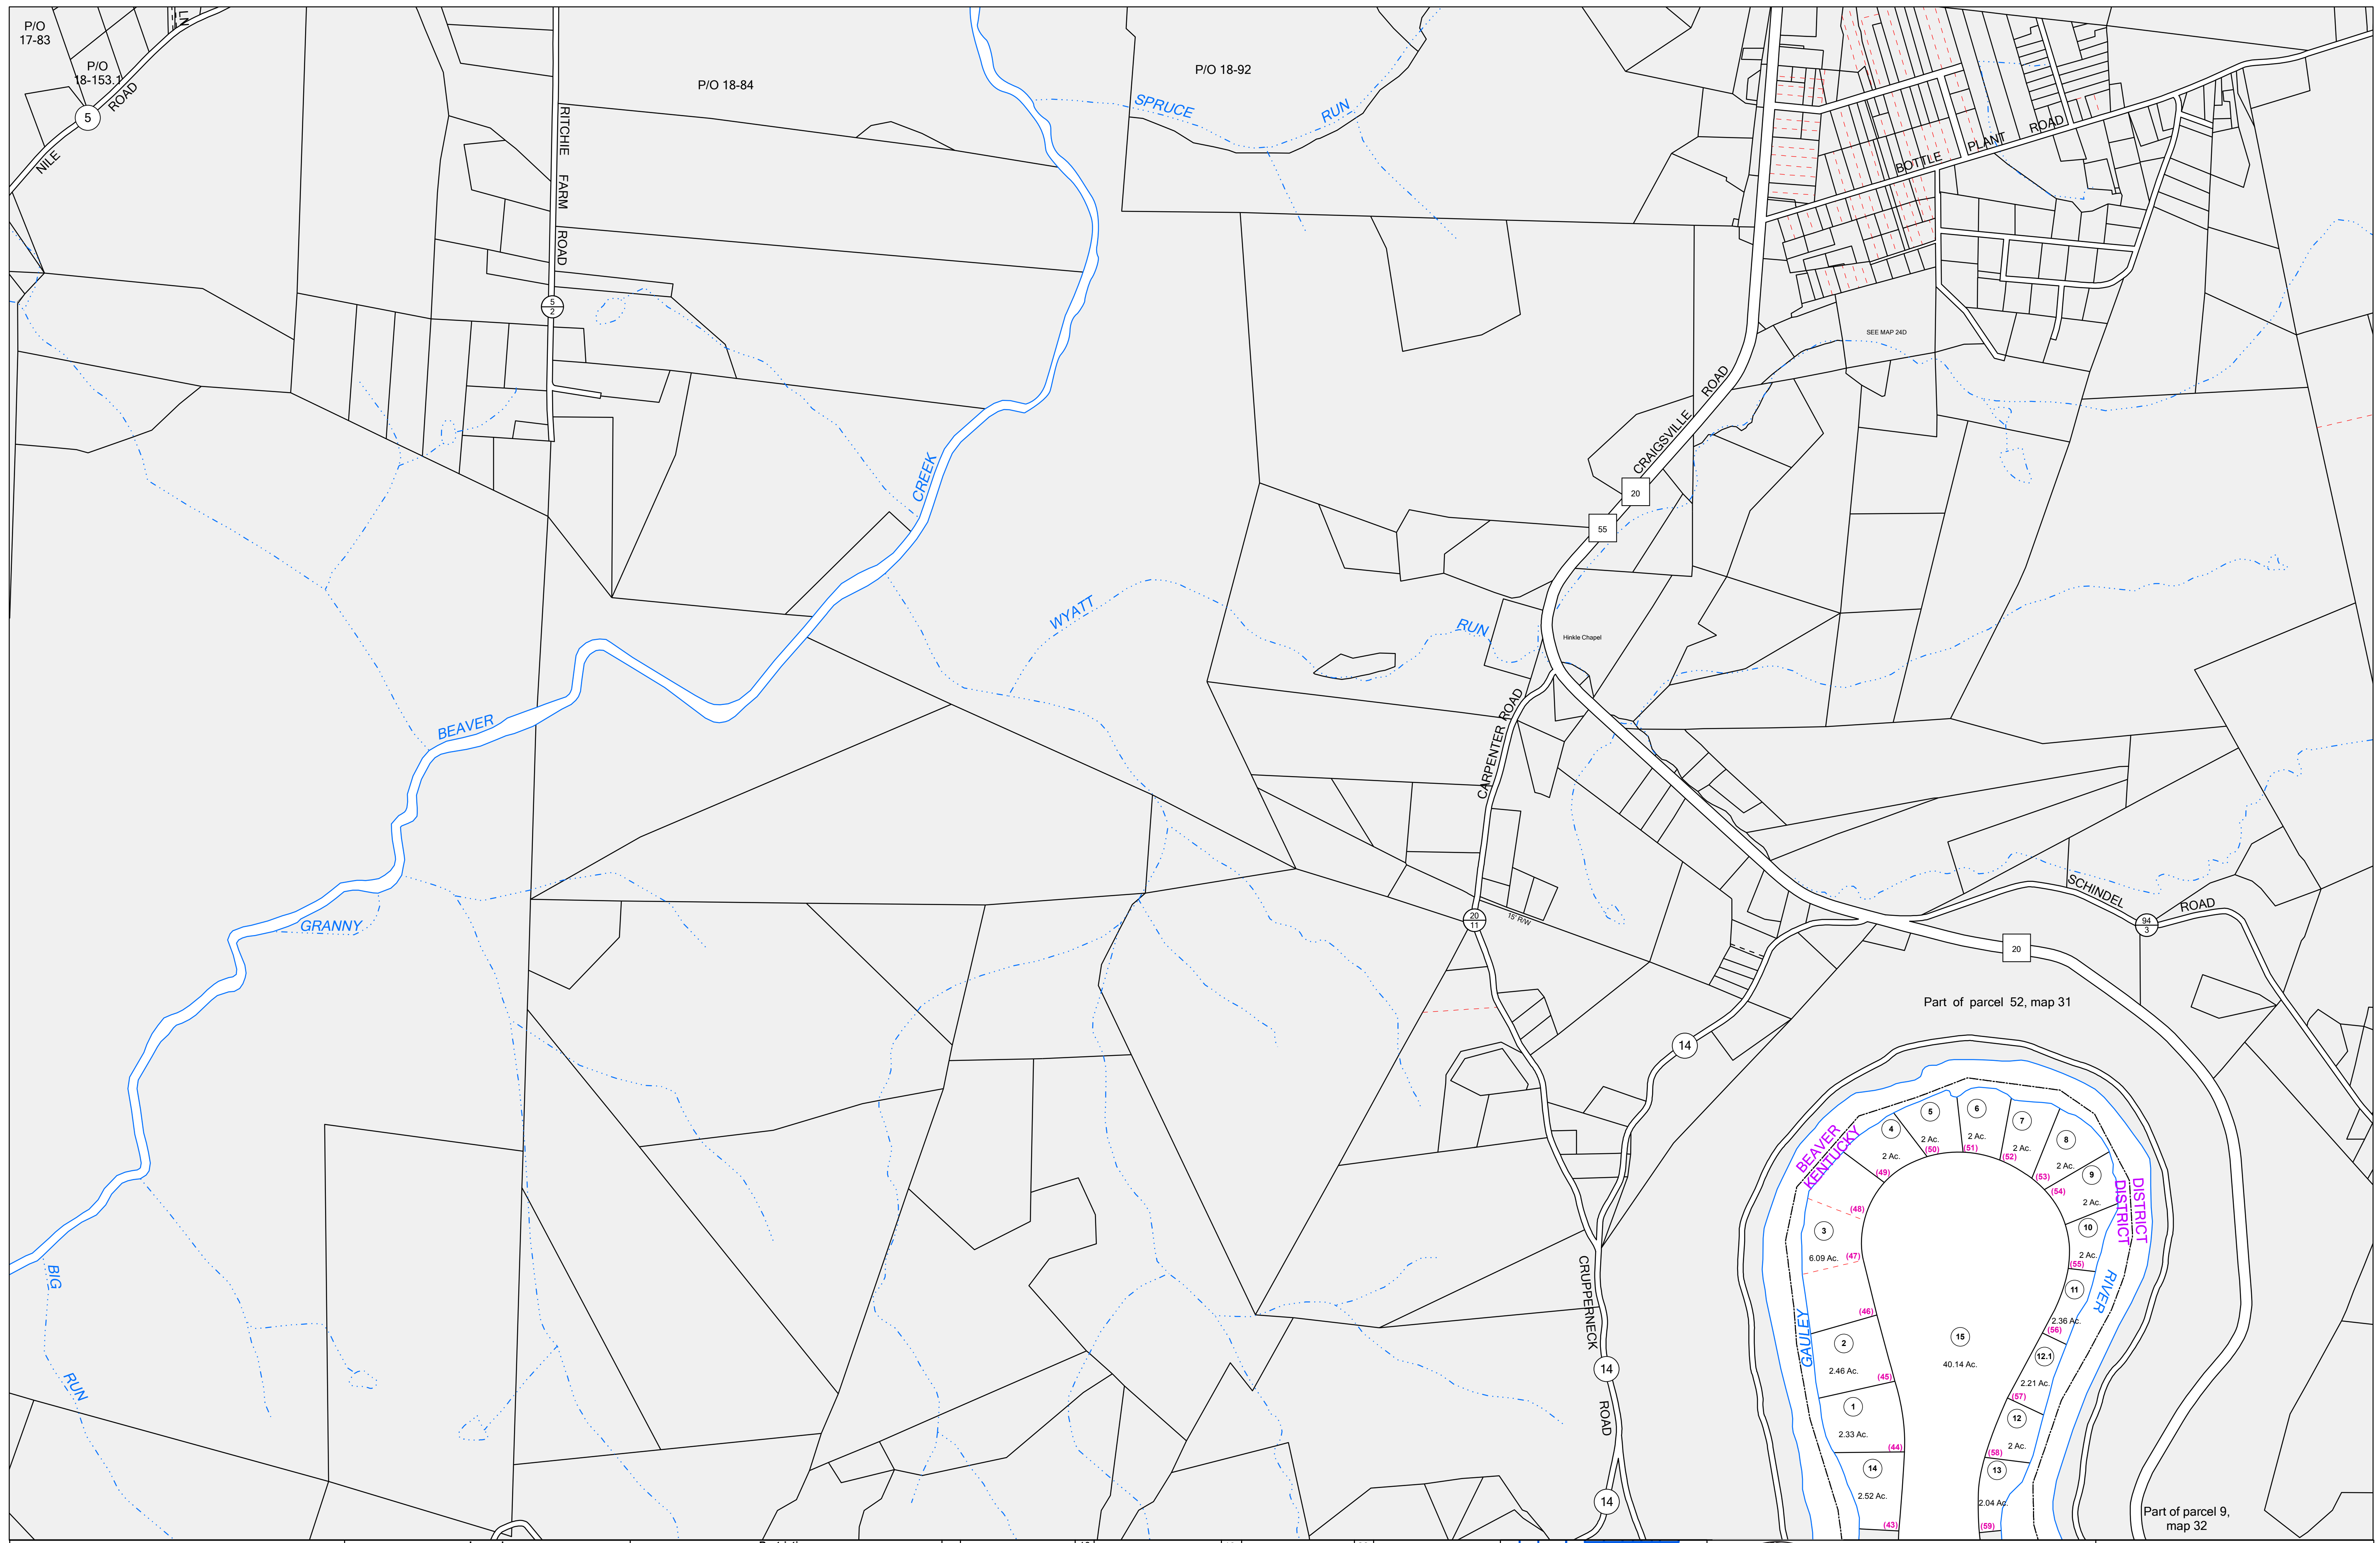 P/O
17-83
P/O
18-153.1
LN
5
NILE ROAD
RITCHIE FARM ROAD
5
2
P/O 18-84
P/O 18-92
SPRUCE RUN
BOTTLE PLANT ROAD
SEE MAP 24D
CRAIGSVILLE ROAD
20
55
WYATT RUN
Hinkle Chapel
CARPENTER ROAD
BEAVER CREEK
GRANNY
20
11
15' R/W
SCHINDEL ROAD
94
3
20
Part of parcel 52, map 31
14
BEAVER DISTRICT
KENTUCKY DISTRICT
4
2 Ac.
(49)
5
2 Ac.
(50)
6
2 Ac.
(51)
7
2 Ac.
(52)
8
2 Ac.
(53)
9
2 Ac.
(54)
10
2 Ac.
(55)
11
2.36 Ac.
(56)
12.1
2.21 Ac.
(57)
12
2 Ac.
(58)
13
2.04 Ac.
(59)
(48)
3
6.09 Ac.
(47)
(46)
2
2.46 Ac.
(45)
1
2.33 Ac.
(44)
14
2.52 Ac.
(43)
15
40.14 Ac.
GAULEY RIVER
BIG RUN
CRUPPERNECK ROAD
14
14
Part of parcel 9,
map 32